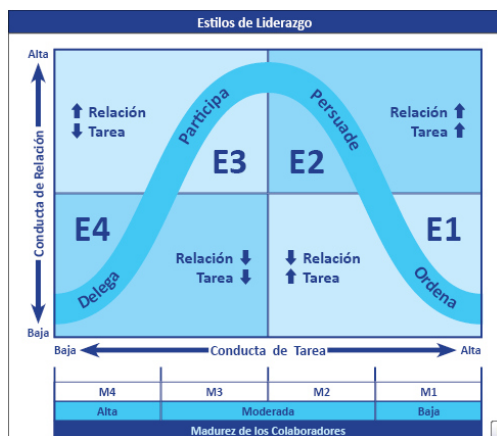 Estilos de Liderazgo
Alta
Conducta de Relación
Baja
↑ Relación
↓ Tarea
Participa
E3
Persuade
E2
Relación ↑
Tarea ↑
E4
Delega
Relación ↓
Tarea ↓
↓ Relación
↑ Tarea
E1
Ordena
Baja
Conducta de Tarea
Alta
M4 M3 M2 M1
Alta Moderada Baja
Madurez de los Colaboradores